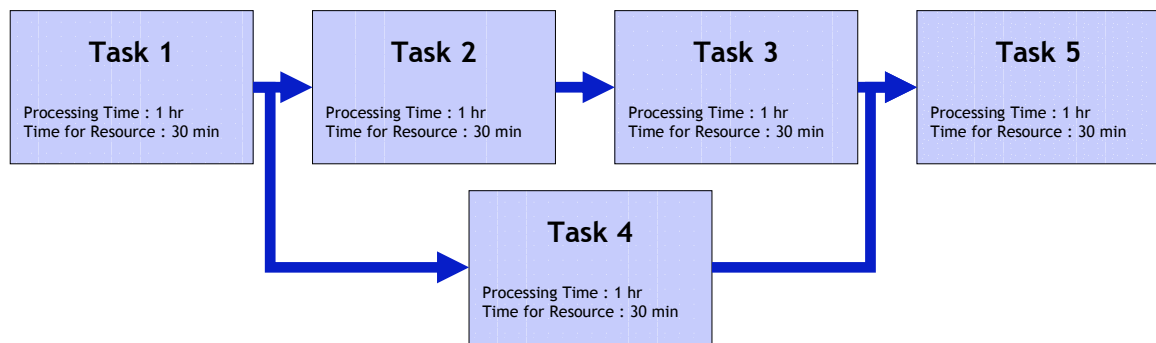 Task 1
Processing Time : 1 hr
Time for Resource : 30 min
Task 2
Processing Time : 1 hr
Time for Resource : 30 min
Task 3
Processing Time : 1 hr
Time for Resource : 30 min
Task 5
Processing Time : 1 hr
Time for Resource : 30 min
Task 4
Processing Time : 1 hr
Time for Resource : 30 min